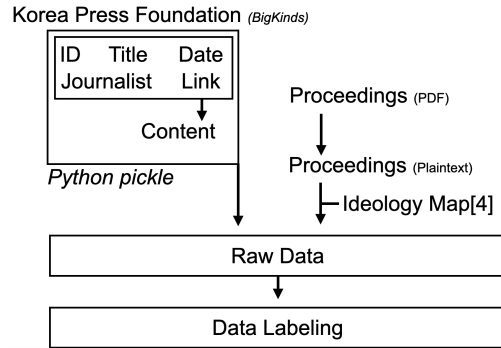 Korea Press Foundation (BigKinds)
ID Title Date
Journalist Link
Content
Python pickle
Proceedings (PDF)
Proceedings (Plaintext)
Ideology Map[4]
Raw Data
Data Labeling